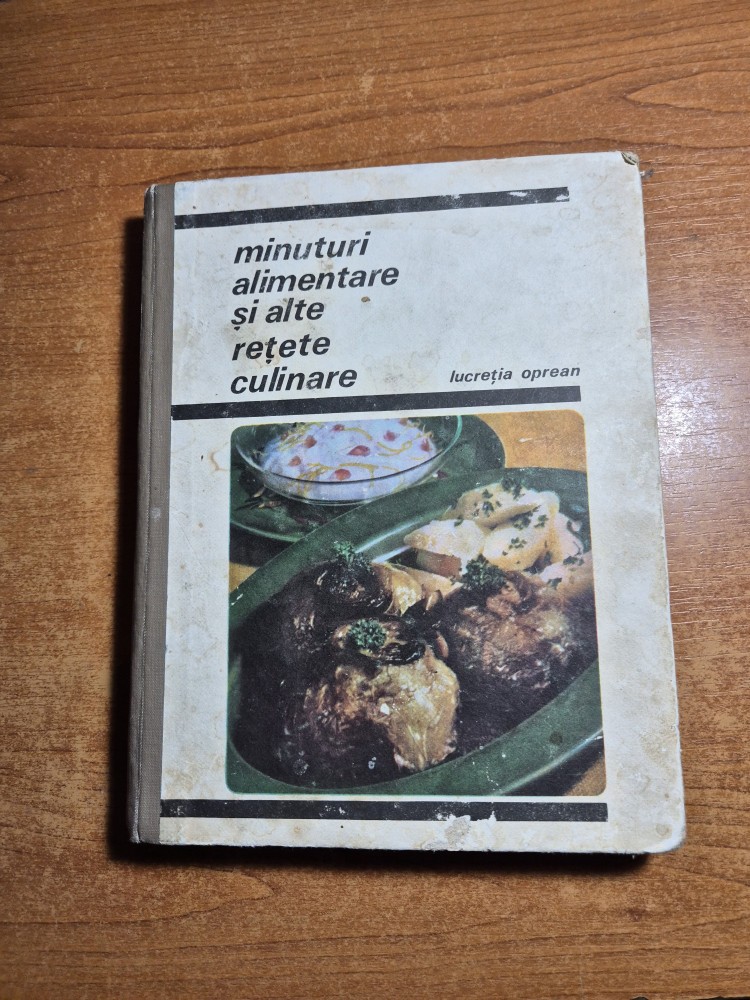 minuturi
alimentare
și alte
rețete
culinare
lucreția oprean